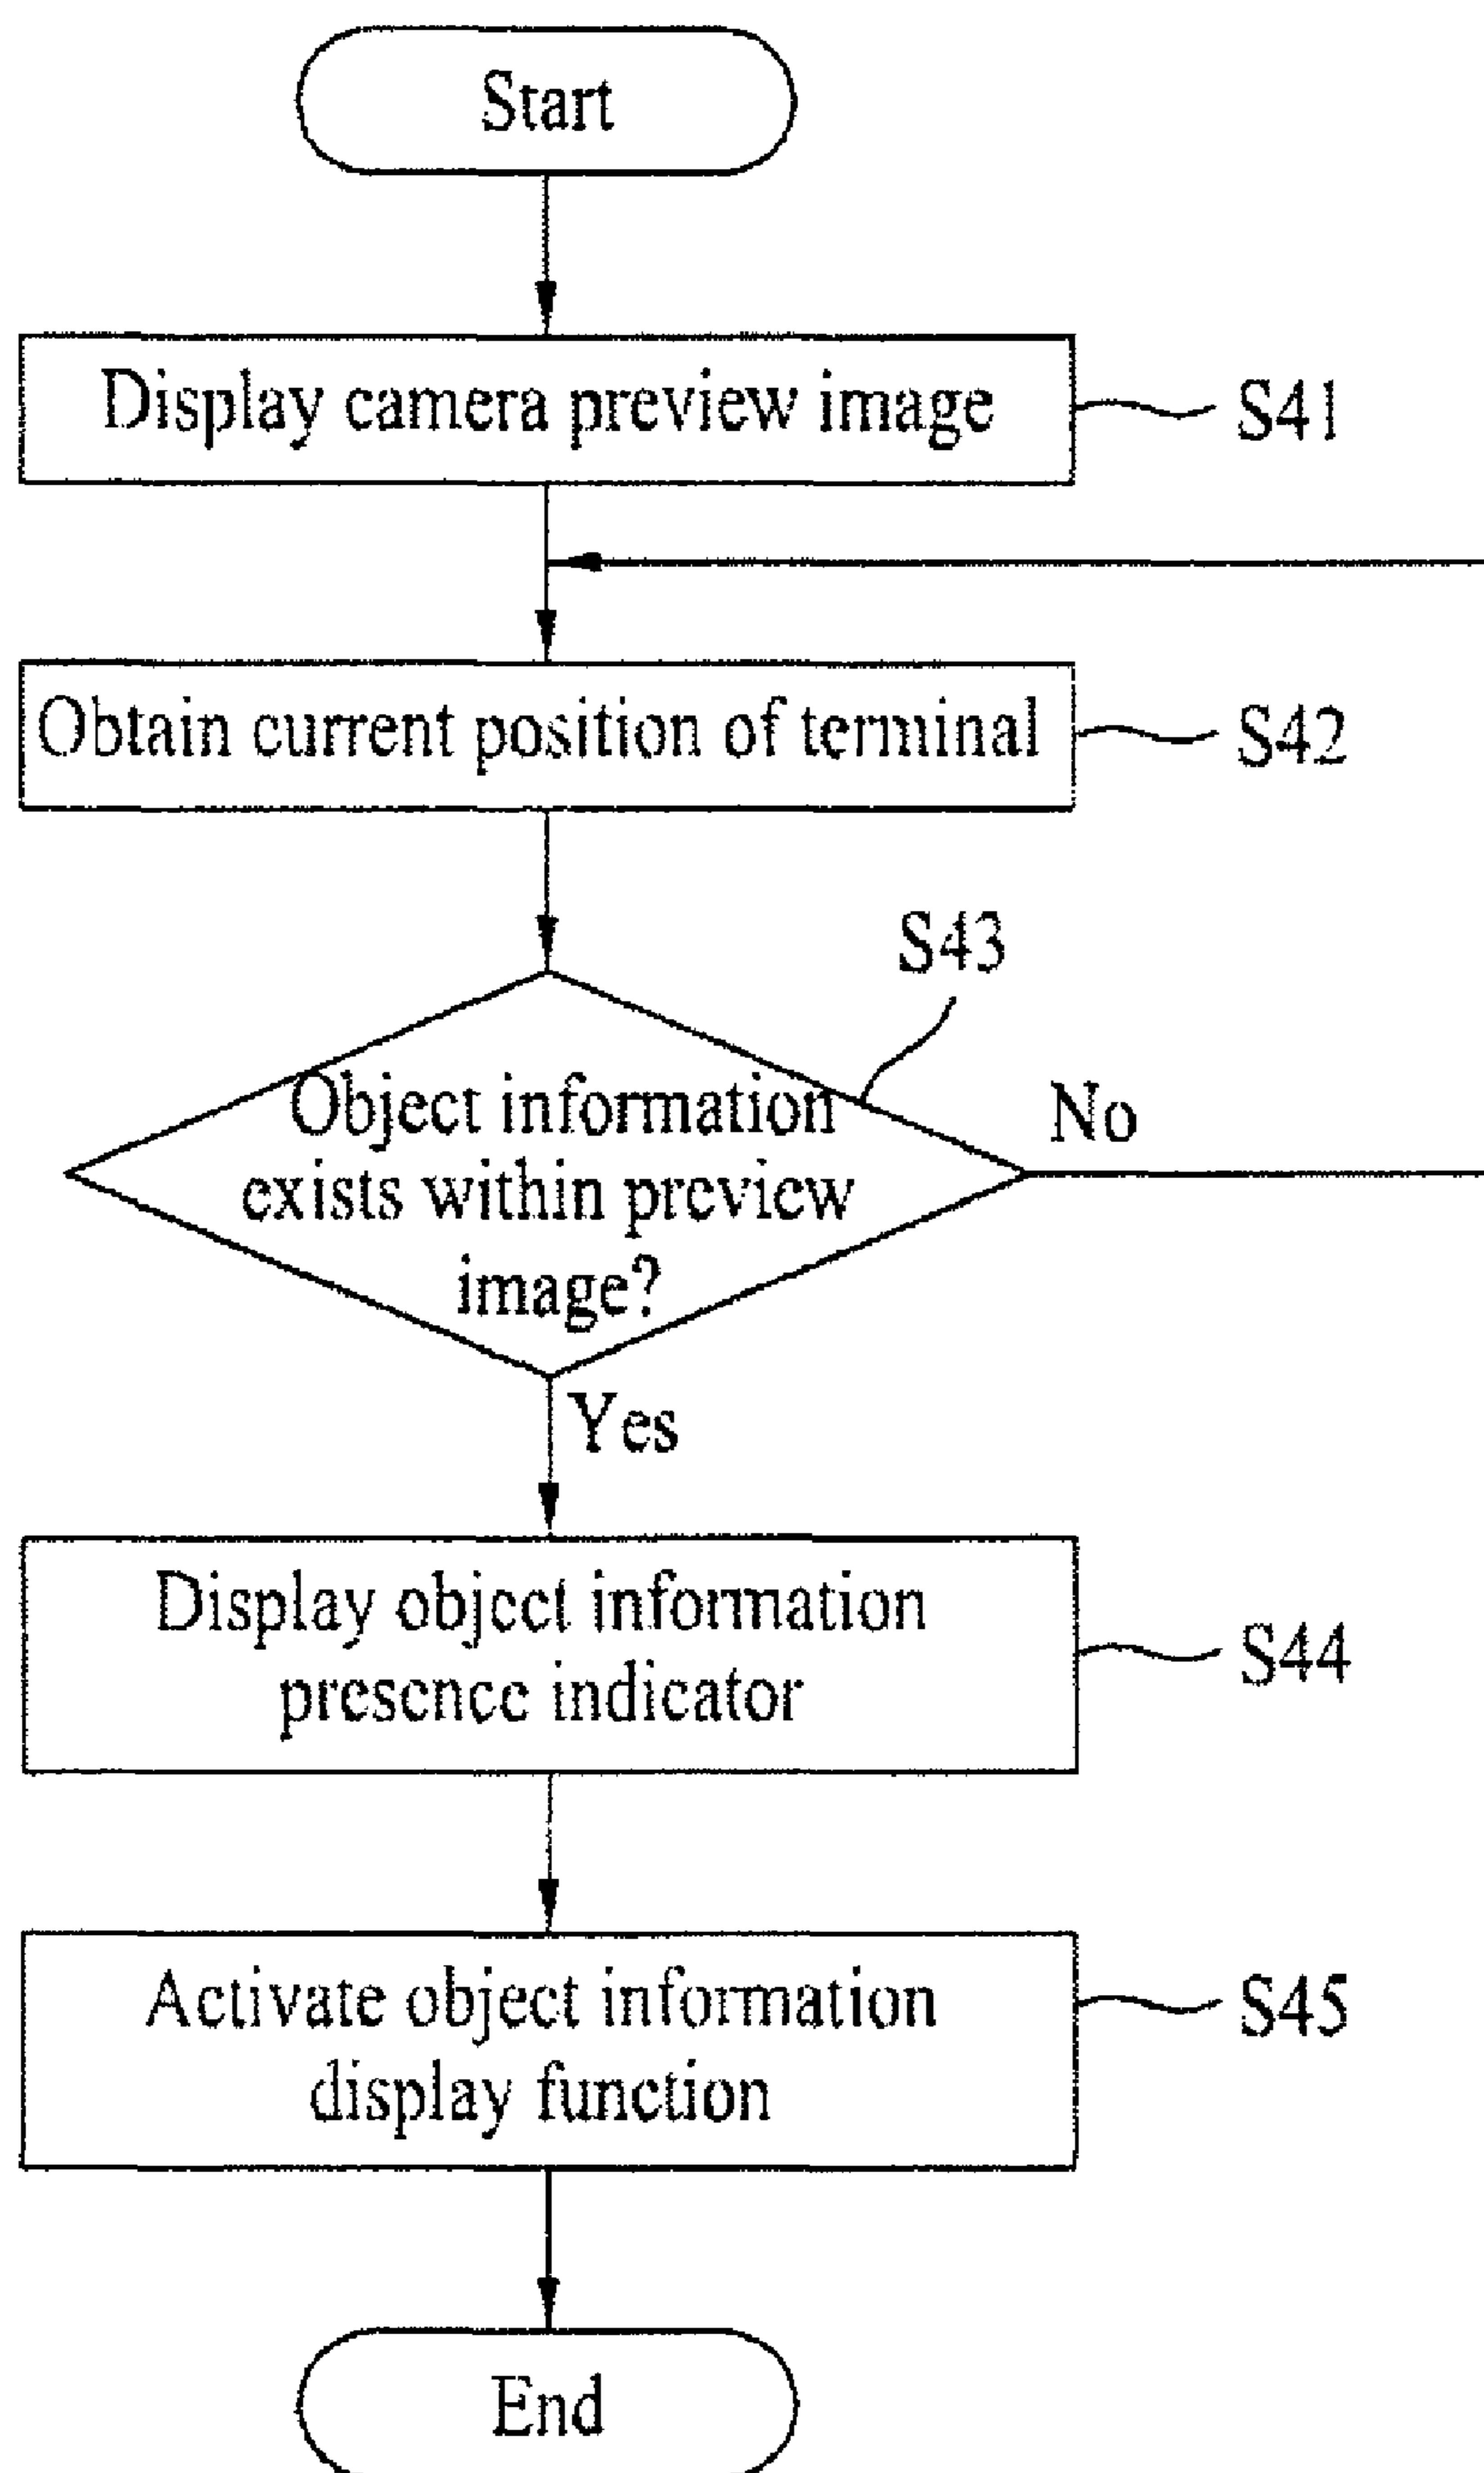 Start
Display camera preview image
S41
Obtain current position of terminal
S42
S43
Object information
exists within preview
image?
No
Yes
Display object information
presence indicator
S44
Activate object information
display function
S45
End